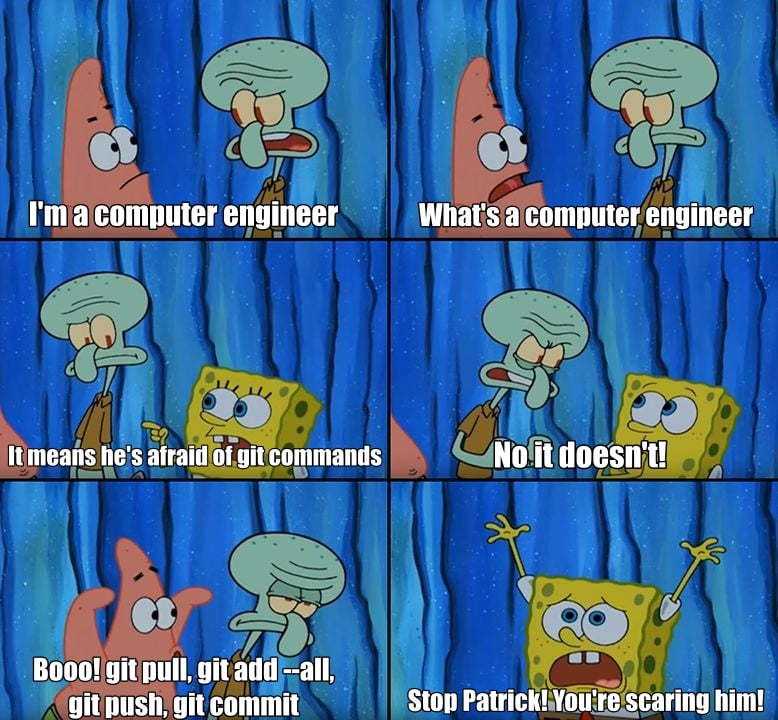 I'm a computer engineer
What's a computer engineer
It means he's afraid of git commands
No it doesn't!
Booo! git pull, git add --all,
git push, git commit
Stop Patrick! You're scaring him!